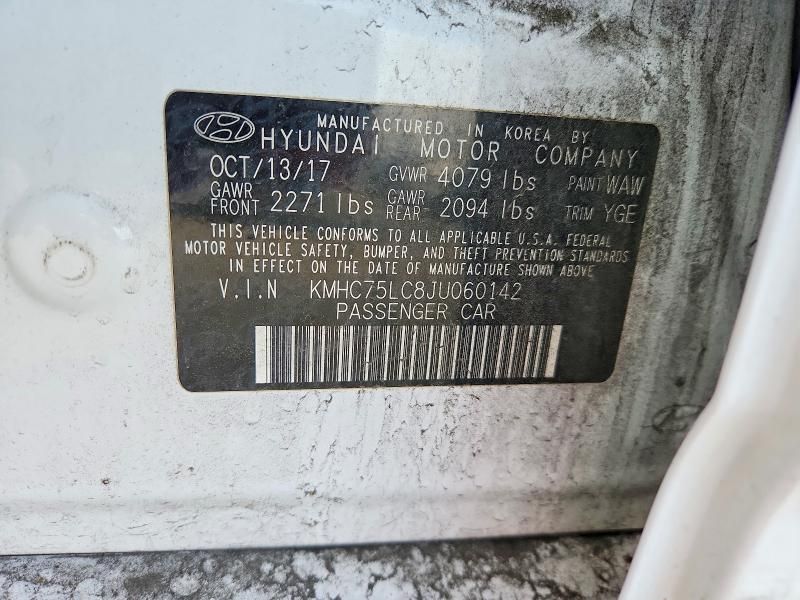 MANUFACTURED IN KOREA BY
HYUNDAI MOTOR COMPANY
OCT/13/17 GVWR 4079 lbs PAINT WAW
GAWR FRONT 2271 lbs GAWR REAR 2094 lbs TRIM YGE
THIS VEHICLE CONFORMS TO ALL APPLICABLE U.S.A. FEDERAL
MOTOR VEHICLE SAFETY, BUMPER, AND THEFT PREVENTION STANDARDS
IN EFFECT ON THE DATE OF MANUFACTURE SHOWN ABOVE
V.I.N KMHC75LC8JU060142
PASSENGER CAR